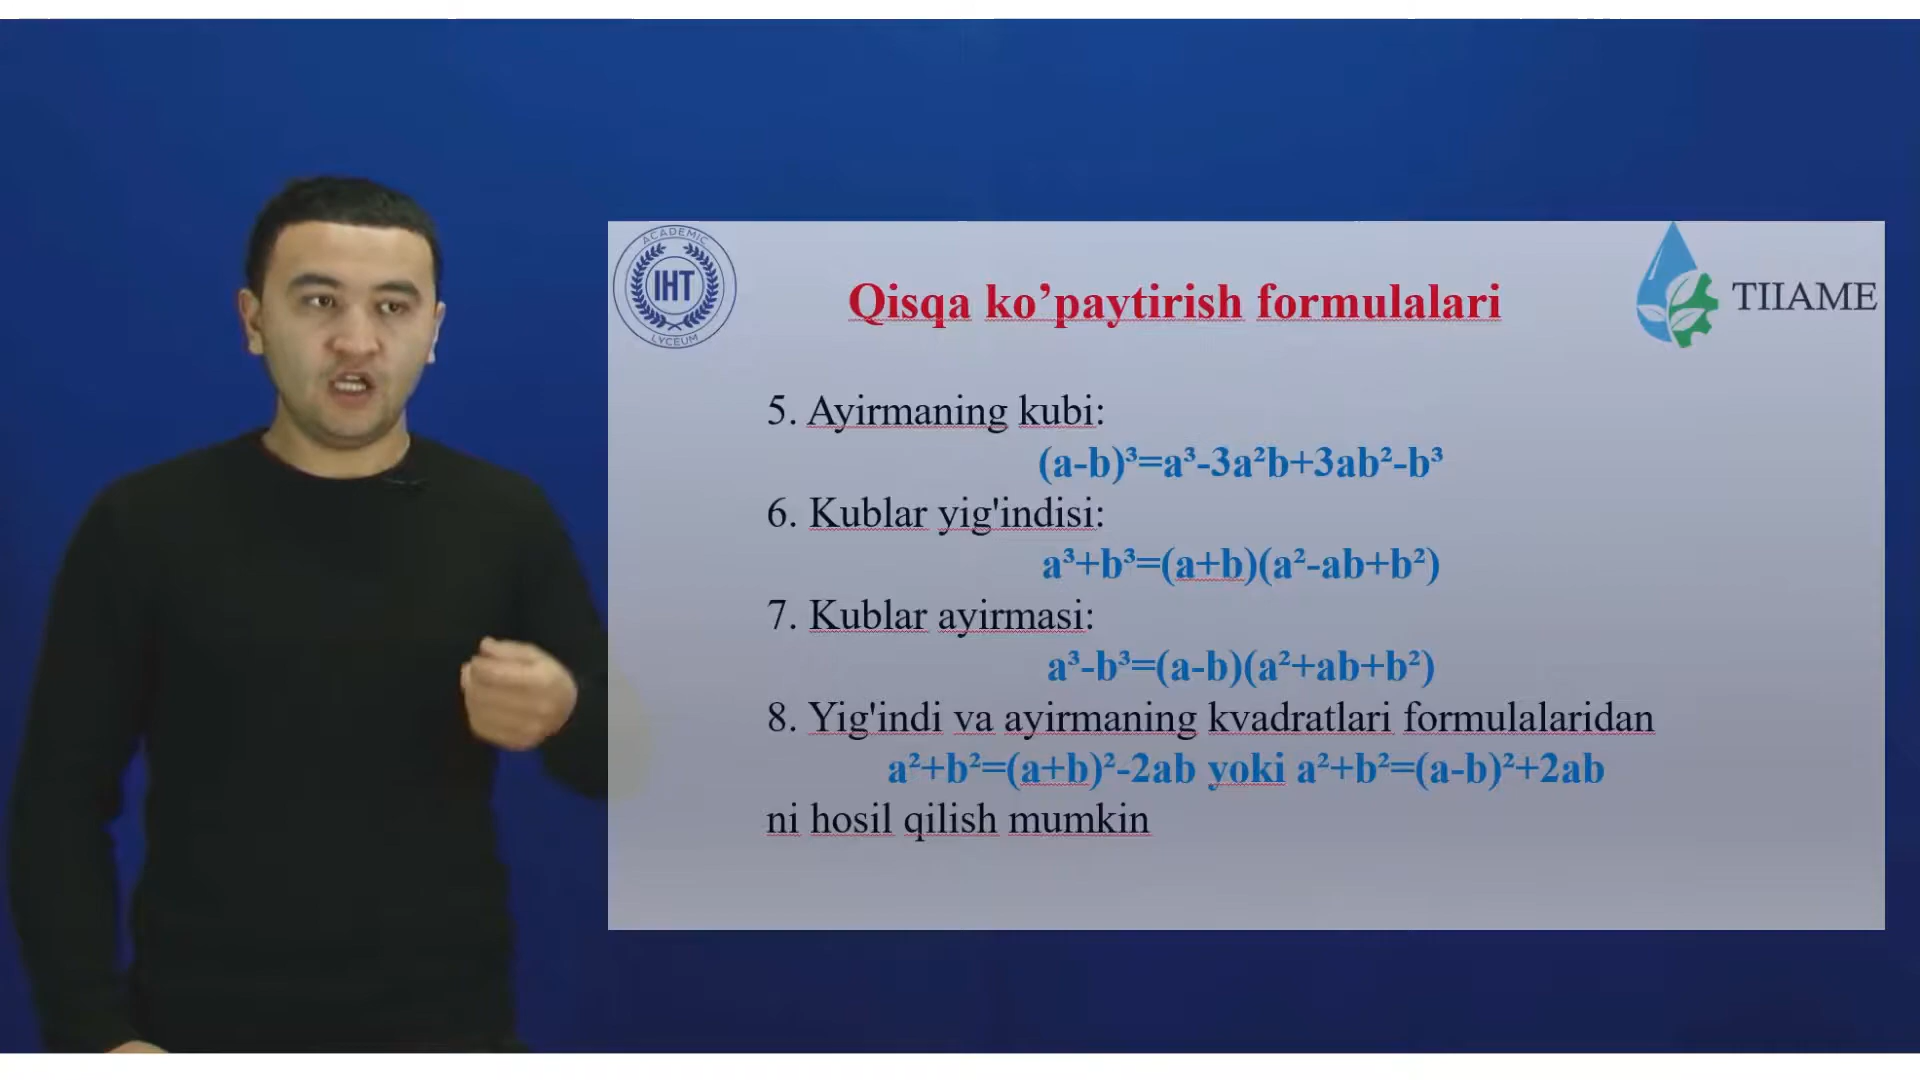 ACADEMIC
IHT
LYCEUM
Qisqa ko’paytirish formulalari
TIIAME
5. Ayirmaning kubi:
(a-b)³=a³-3a²b+3ab²-b³
6. Kublar yig'indisi:
a³+b³=(a+b)(a²-ab+b²)
7. Kublar ayirmasi:
a³-b³=(a-b)(a²+ab+b²)
8. Yig'indi va ayirmaning kvadratlari formulalaridan
a²+b²=(a+b)²-2ab yoki a²+b²=(a-b)²+2ab
ni hosil qilish mumkin